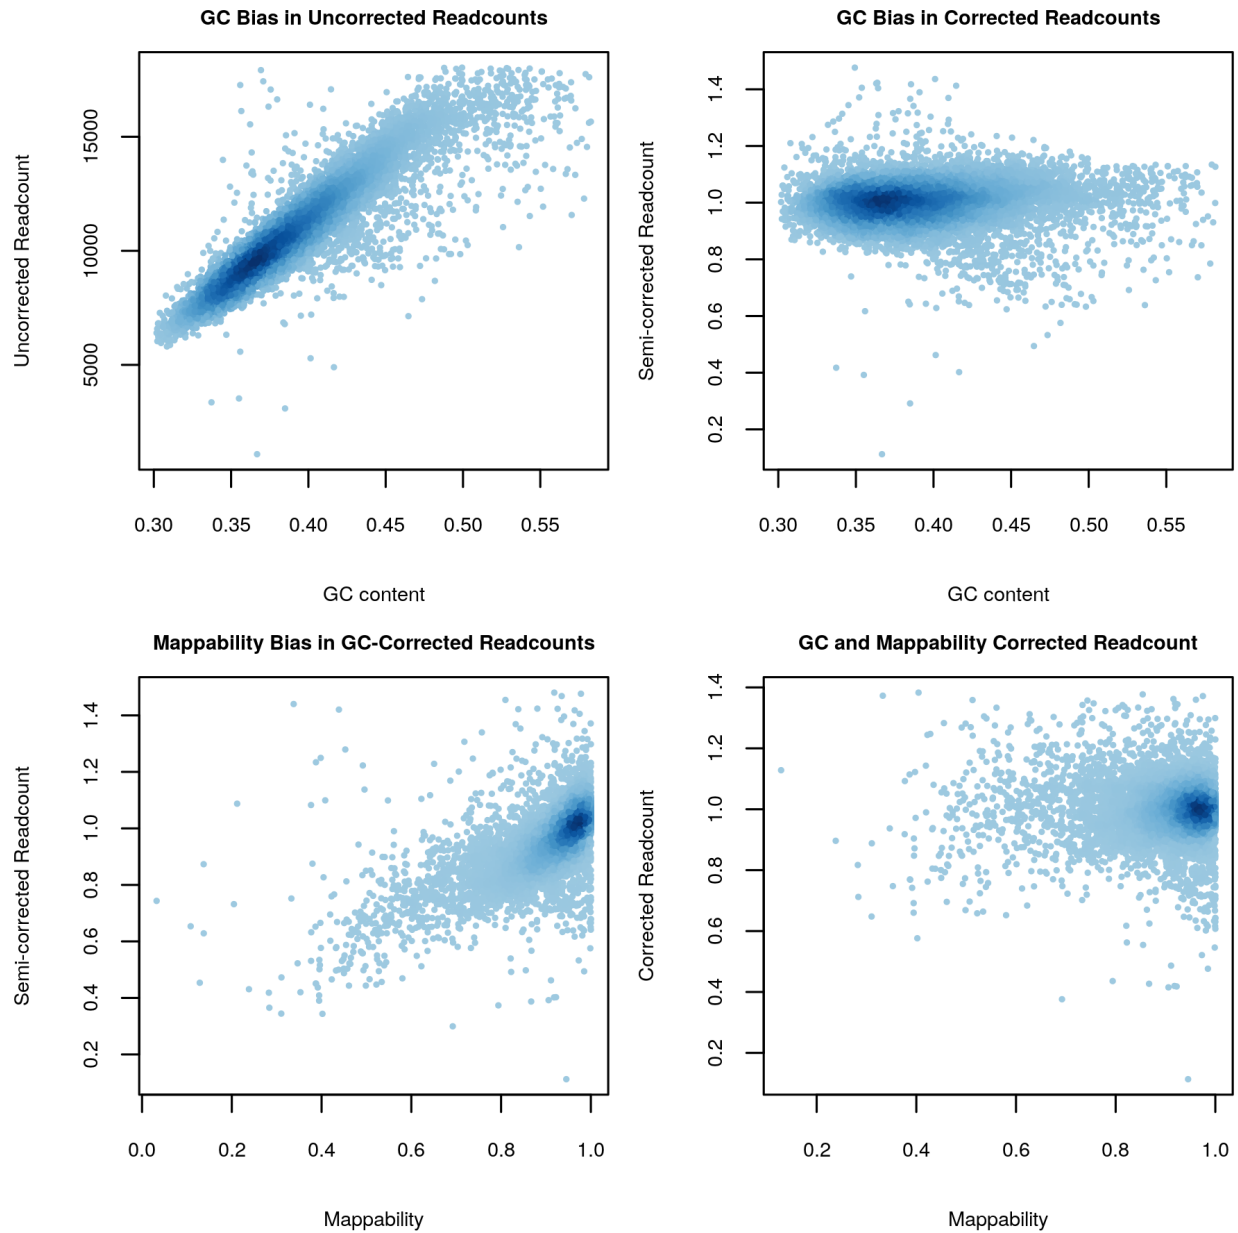 GC Bias in Uncorrected Readcounts
Uncorrected Readcount
15000
10000
5000
0.30 0.35 0.40 0.45 0.50 0.55
GC content
GC Bias in Corrected Readcounts
Semi-corrected Readcount
1.4
1.2
1.0
0.8
0.6
0.4
0.2
0.30 0.35 0.40 0.45 0.50 0.55
GC content
Mappability Bias in GC-Corrected Readcounts
Semi-corrected Readcount
1.4
1.2
1.0
0.8
0.6
0.4
0.2
0.0 0.2 0.4 0.6 0.8 1.0
Mappability
GC and Mappability Corrected Readcount
Corrected Readcount
1.4
1.2
1.0
0.8
0.6
0.4
0.2
0.2 0.4 0.6 0.8 1.0
Mappability